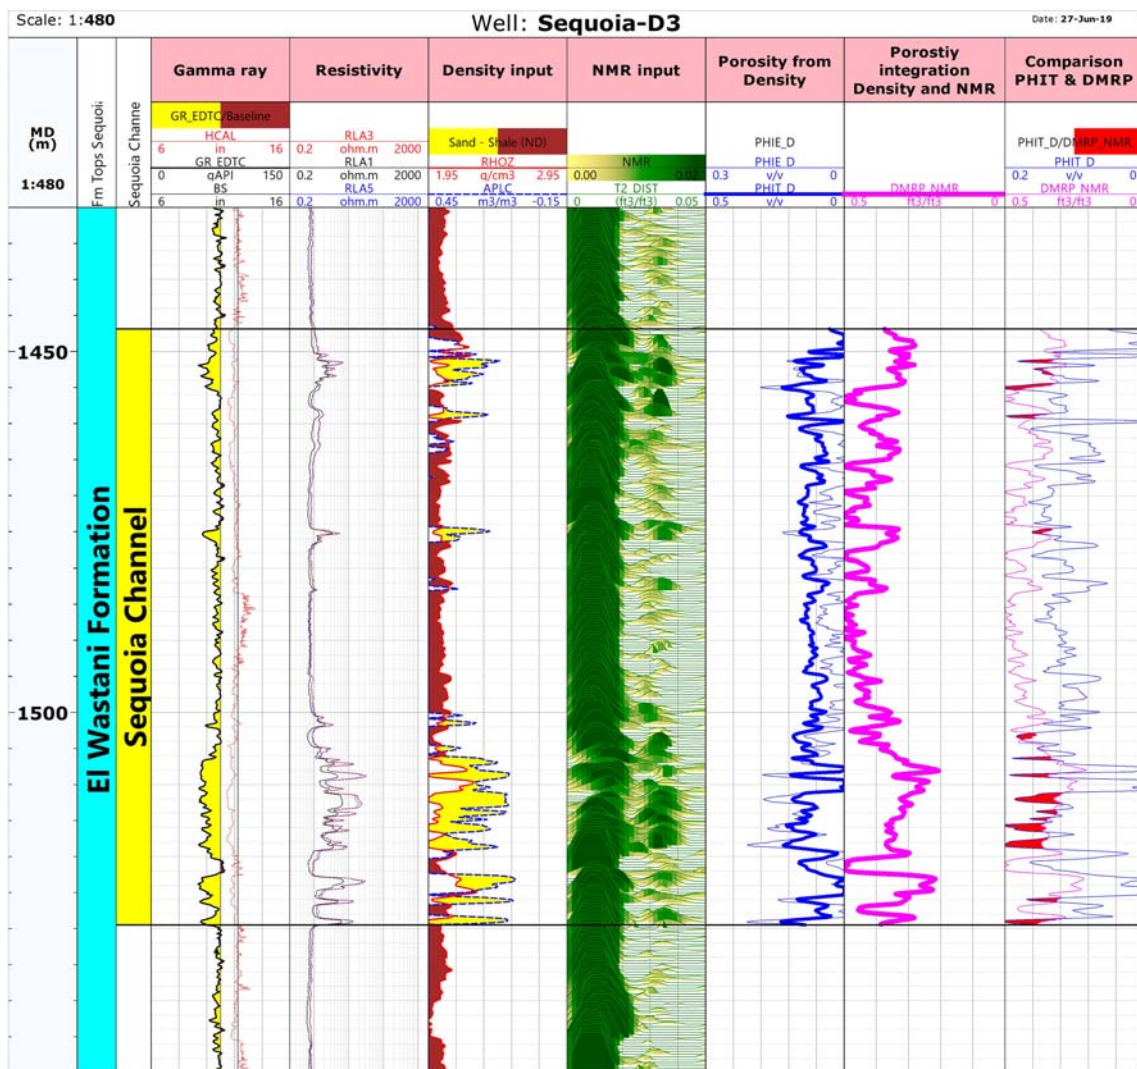 Scale: 1:480
Well: Sequoia-D3
Date: 27-Jun-19
Gamma ray
Resistivity
Density input
NMR input
Porosity from
Density
Porostiy
integration
Density and NMR
Comparison
PHIT & DMRP
MD
(m)
1:480
Fm Tops Sequoi
Sequoia Channe
GR_EDTC/Baseline
HCAL
6 in 16
GR_EDTC
0 gAPI 150
BS
6 in 16
RLA3
0.2 ohm.m 2000
RLA1
0.2 ohm.m 2000
RLA5
0.2 ohm.m 2000
Sand - Shale (ND)
RHOZ
1.95 g/cm3 2.95
APLC
0.45 m3/m3 -0.15
NMR
0.00 0.02
T2_DIST
0 (ft3/ft3) 0.05
PHIE_D
PHIE_D
0.3 v/v 0
PHIT_D
0.5 v/v 0
DMRP_NMR
0.5 ft3/ft3 0
PHIT_D/DMRP_NMR
PHIT_D
0.2 v/v 0
DMRP_NMR
0.5 ft3/ft3 0
1450
1500
El Wastani Formation
Sequoia Channel